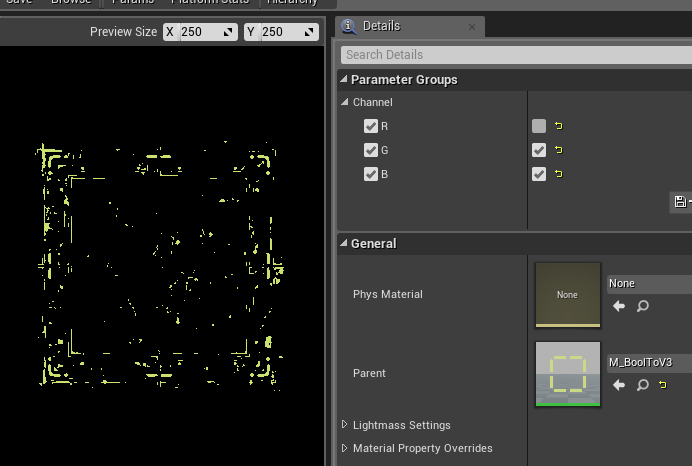 Save Browse Params Platform Stats Hierarchy
Preview Size X 250 Y 250
Details
Search Details
Parameter Groups
Channel
R
G
B
General
Phys Material
None
None
Parent
M_BoolToV3
Lightmass Settings
Material Property Overrides